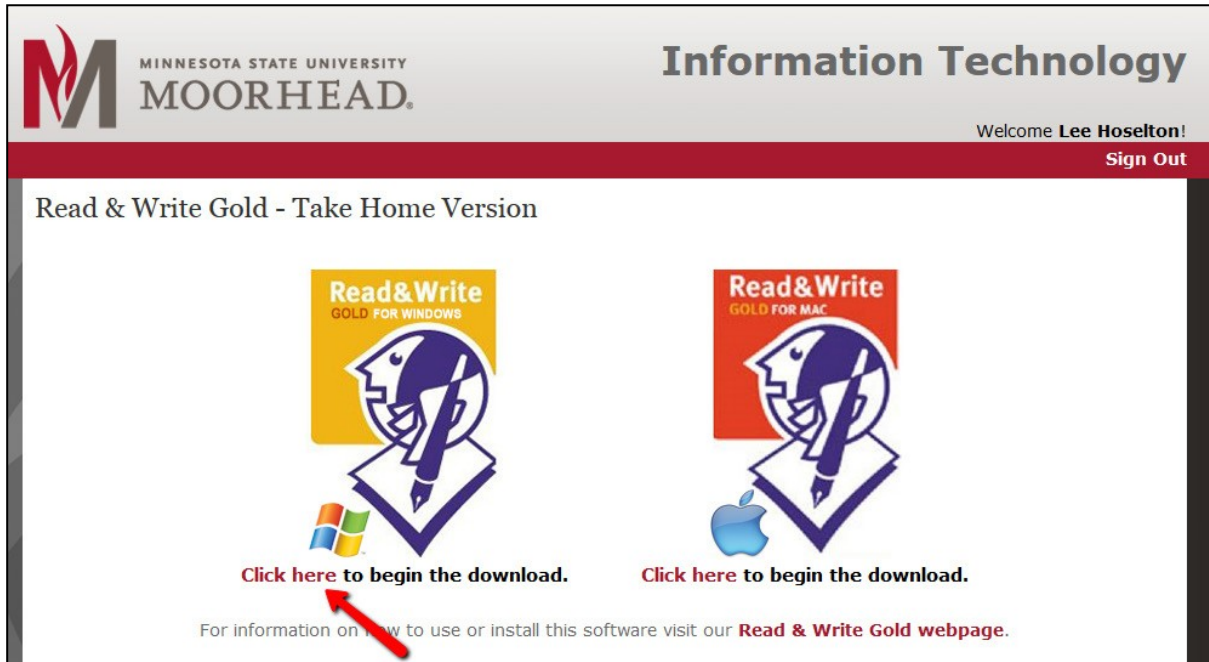 MINNESOTA STATE UNIVERSITY
MOORHEAD®
Information Technology
Welcome Lee Hoselton!
Sign Out
Read & Write Gold - Take Home Version
Read&Write
GOLD FOR WINDOWS
Read&Write
GOLD FOR MAC
Click here to begin the download.
Click here to begin the download.
For information on how to use or install this software visit our Read & Write Gold webpage.